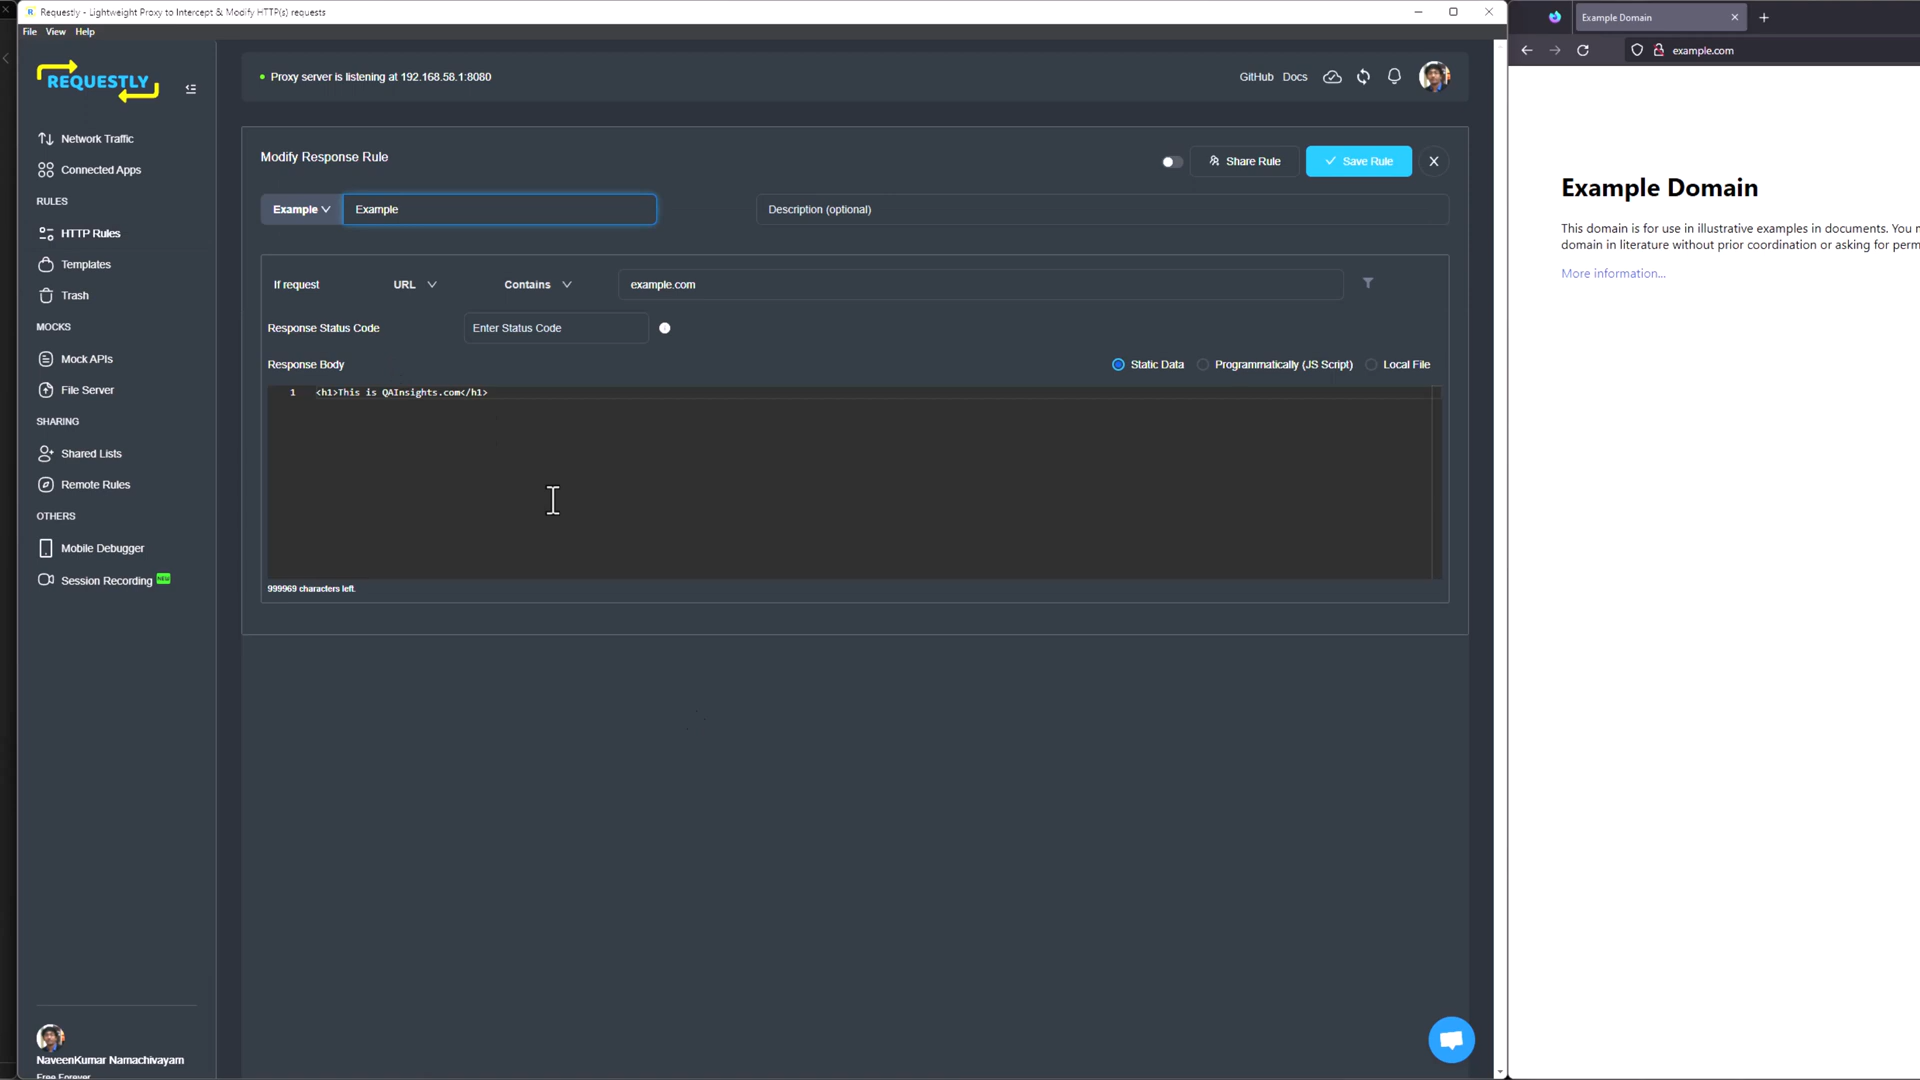 Requestly - Lightweight Proxy to Intercept & Modify HTTP(s) requests
File View Help
REQUESTLY
Network Traffic
Connected Apps
RULES
HTTP Rules
Templates
Trash
MOCKS
Mock APIs
File Server
SHARING
Shared Lists
Remote Rules
OTHERS
Mobile Debugger
Session Recording NEW
NaveenKumar Namachivayam
Free Forever
Proxy server is listening at 192.168.58.1:8080
GitHub Docs
Modify Response Rule
Share Rule
Save Rule
Example
Example
Description (optional)
If request URL Contains example.com
Response Status Code Enter Status Code
Response Body Static Data Programmatically (JS Script) Local File
1 <h1>This is QAInsights.com</h1>
999969 characters left.
Example Domain
example.com
Example Domain
This domain is for use in illustrative examples in documents. You
domain in literature without prior coordination or asking for
More information...